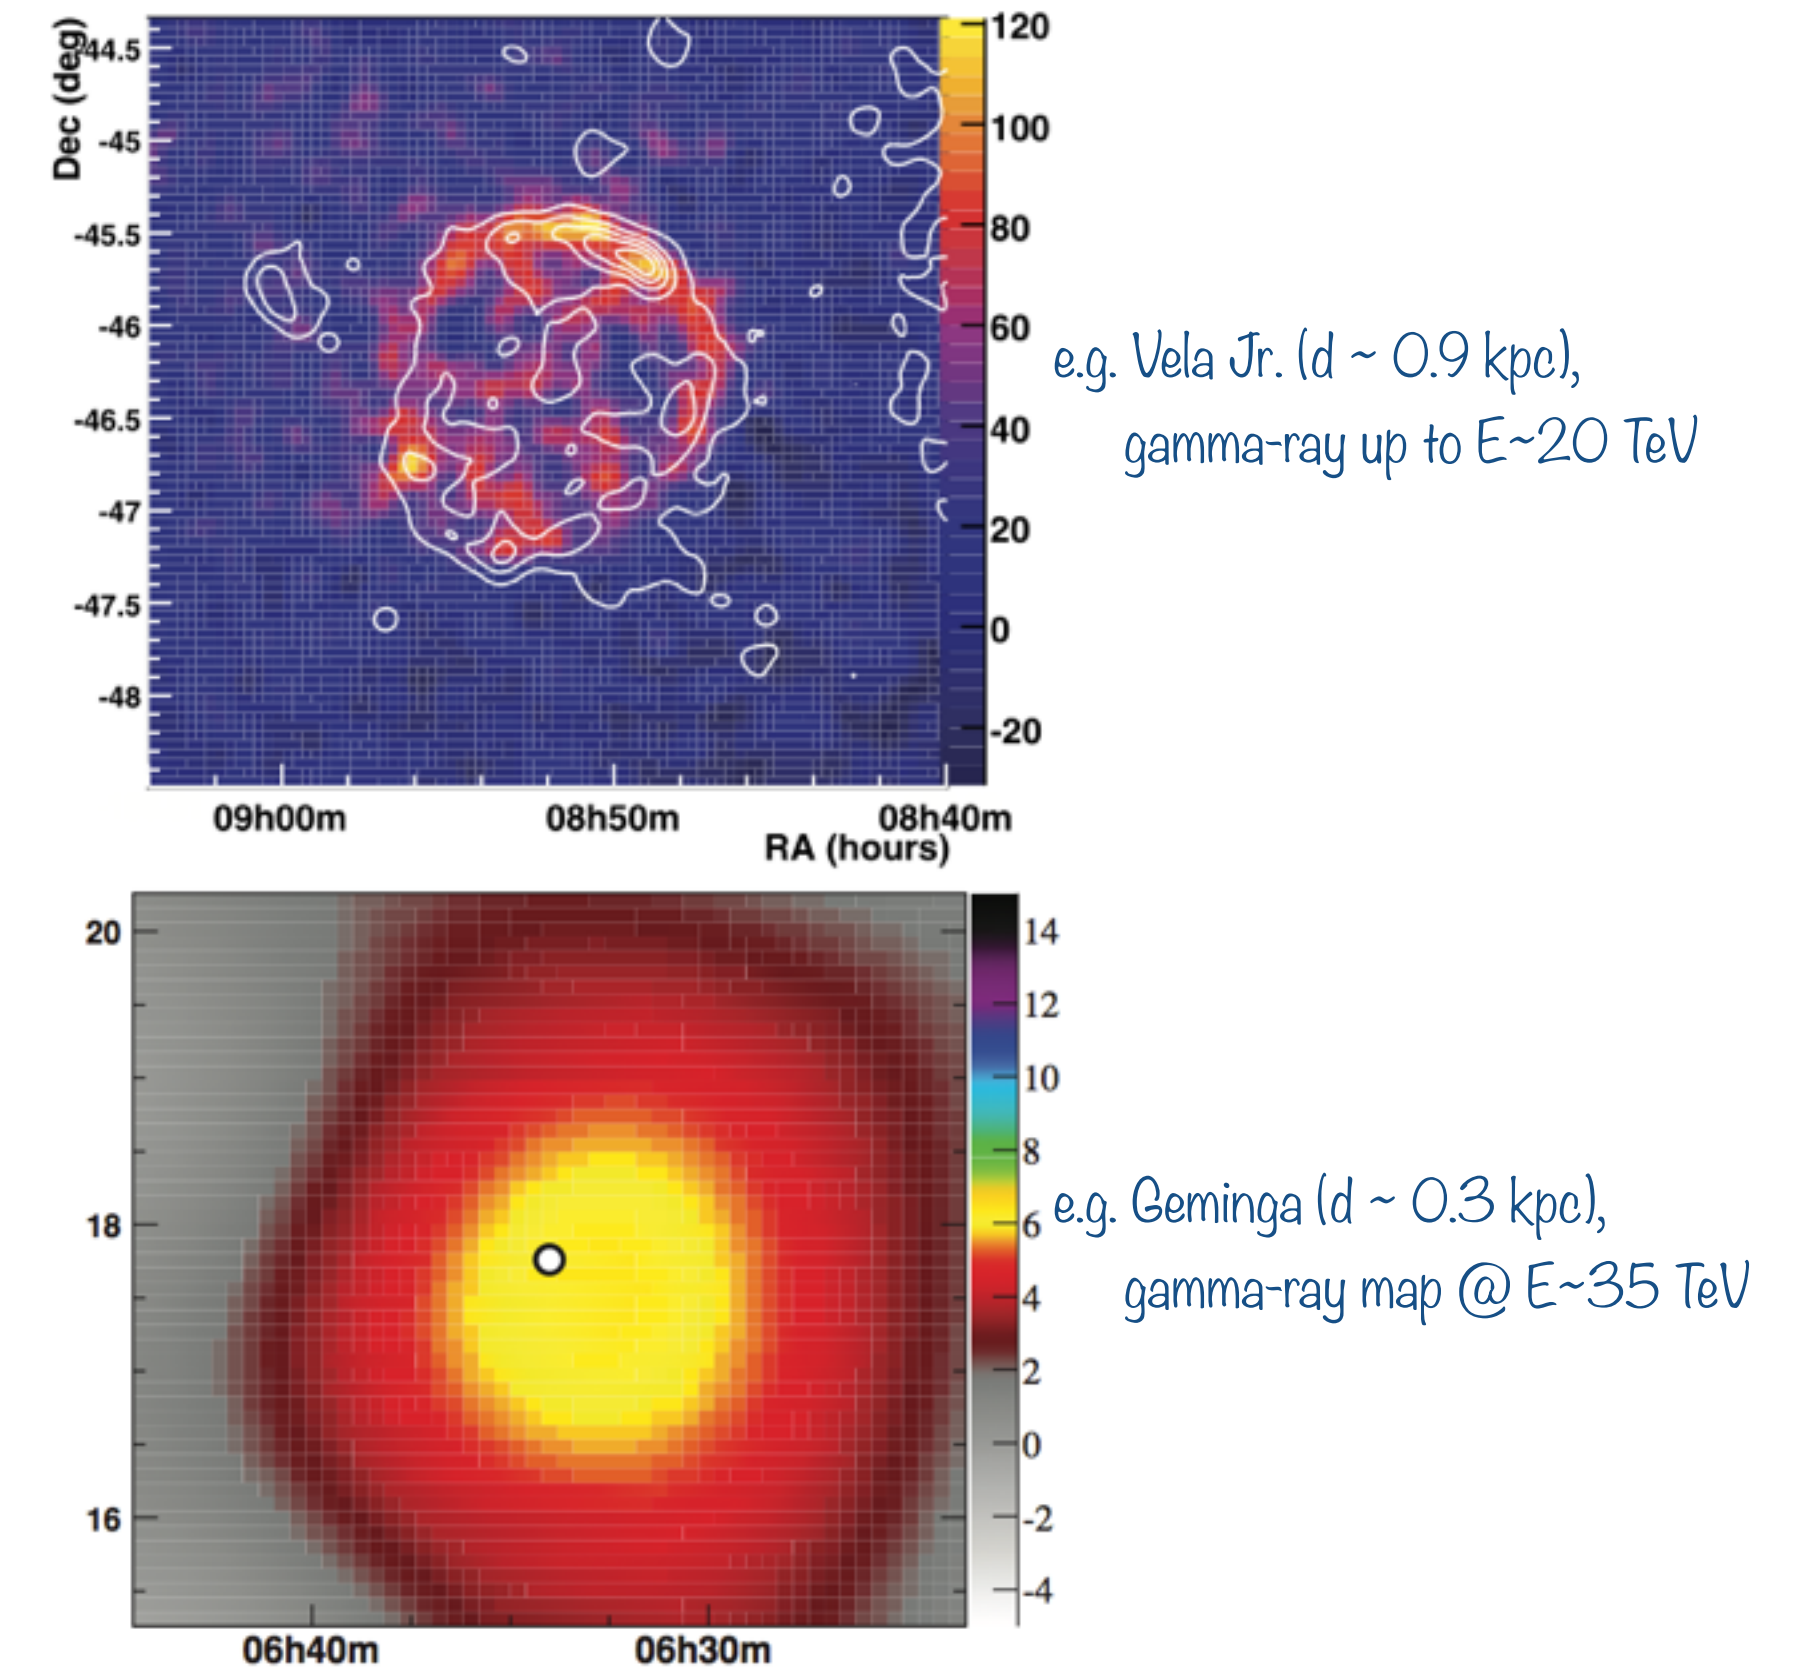 Dec (deg)
-44.5
-45
-45.5
-46
-46.5
-47
-47.5
-48
09h00m
08h50m
08h40m
RA (hours)
120
100
80
60
40
20
0
-20
e.g. Vela Jr. (d ~ 0.9 kpc),
gamma-ray up to E~20 TeV
20
18
16
06h40m
06h30m
14
12
10
8
6
4
2
0
-2
-4
e.g. Geminga (d ~ 0.3 kpc),
gamma-ray map @ E~35 TeV